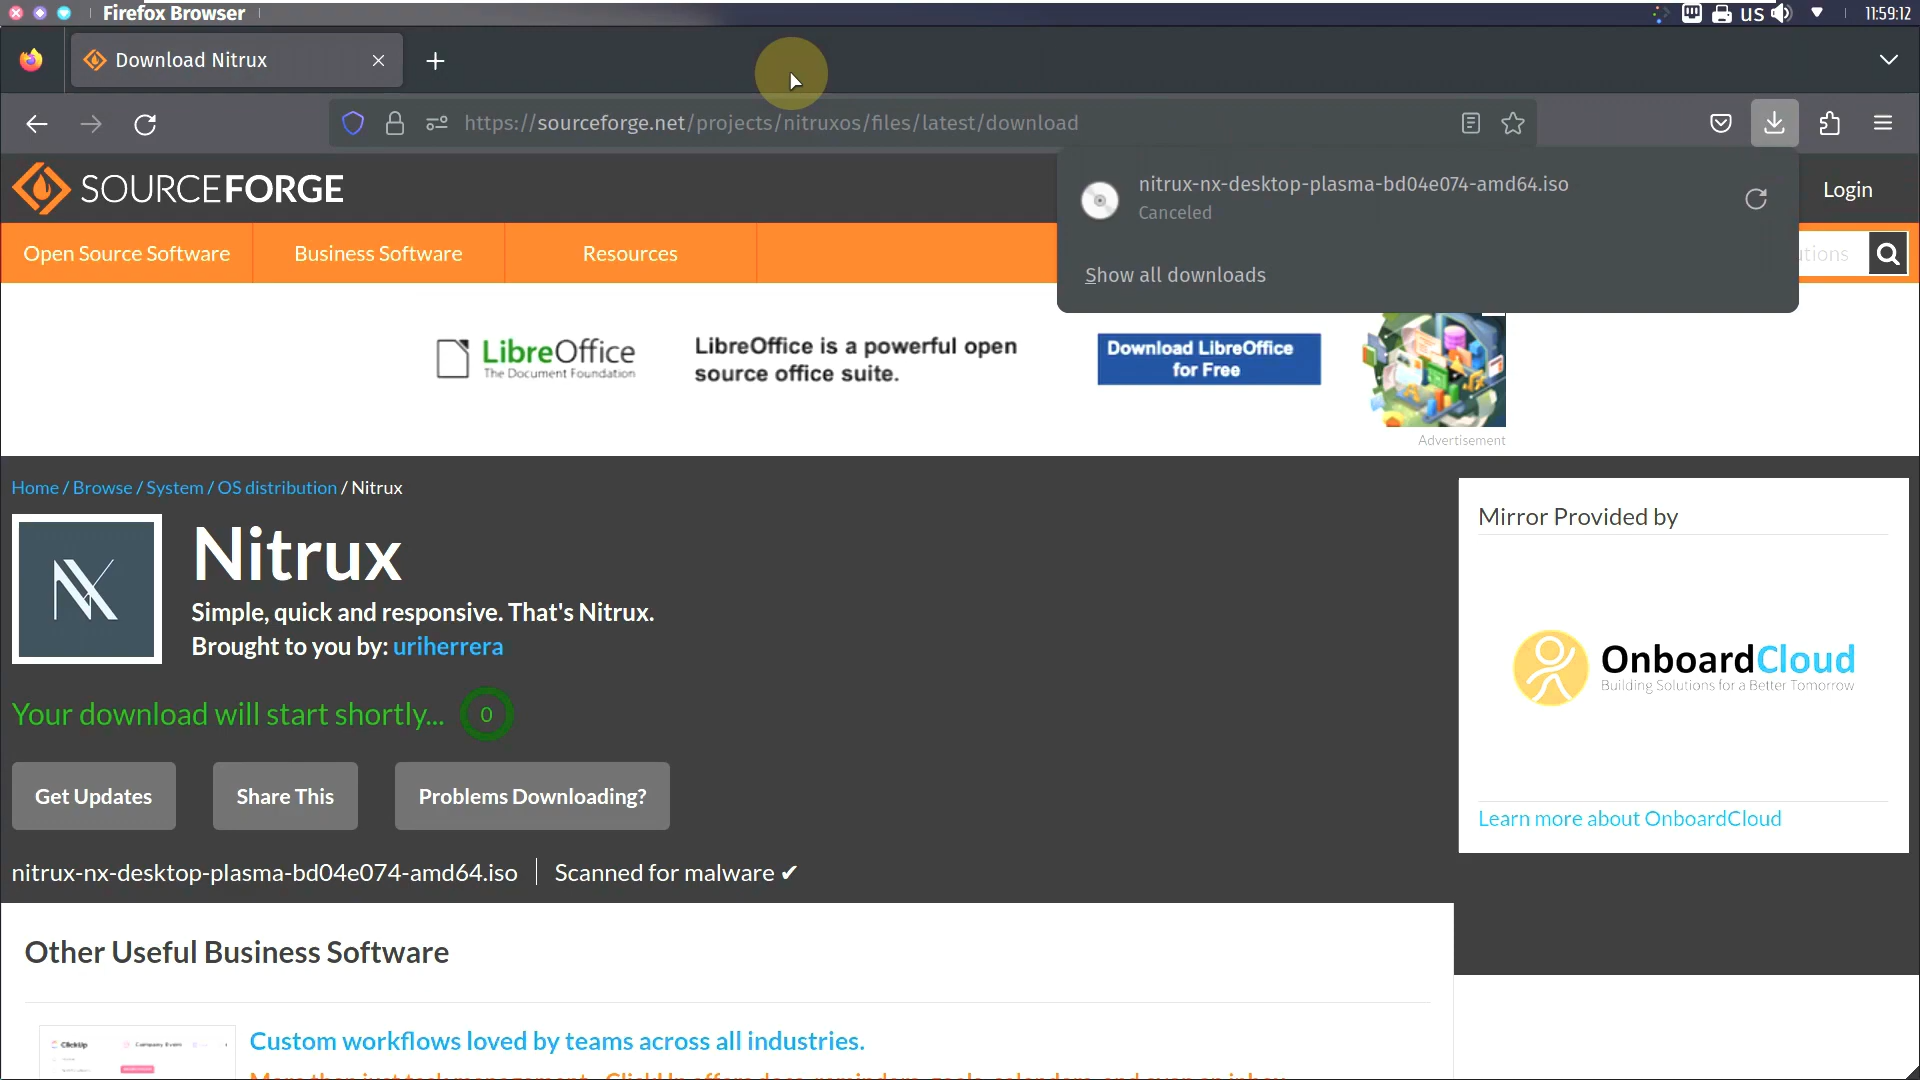 Firefox Browser
us
11:59:12
Download Nitrux
https://sourceforge.net/projects/nitruxos/files/latest/download
SOURCEFORGE
nitrux-nx-desktop-plasma-bd04e074-amd64.iso
Canceled
Login
Open Source Software
Business Software
Resources
Show all downloads
LibreOffice
The Document Foundation
LibreOffice is a powerful open
source office suite.
Download LibreOffice
for Free
Advertisement
Home / Browse / System / OS distribution / Nitrux
Nitrux
Simple, quick and responsive. That's Nitrux.
Brought to you by: uriherrera
Your download will start shortly... 0
Get Updates
Share This
Problems Downloading?
nitrux-nx-desktop-plasma-bd04e074-amd64.iso
Scanned for malware ✔
Mirror Provided by
OnboardCloud
Building Solutions for a Better Tomorrow
Learn more about OnboardCloud
Other Useful Business Software
ClickUp
Company Event
Custom workflows loved by teams across all industries.